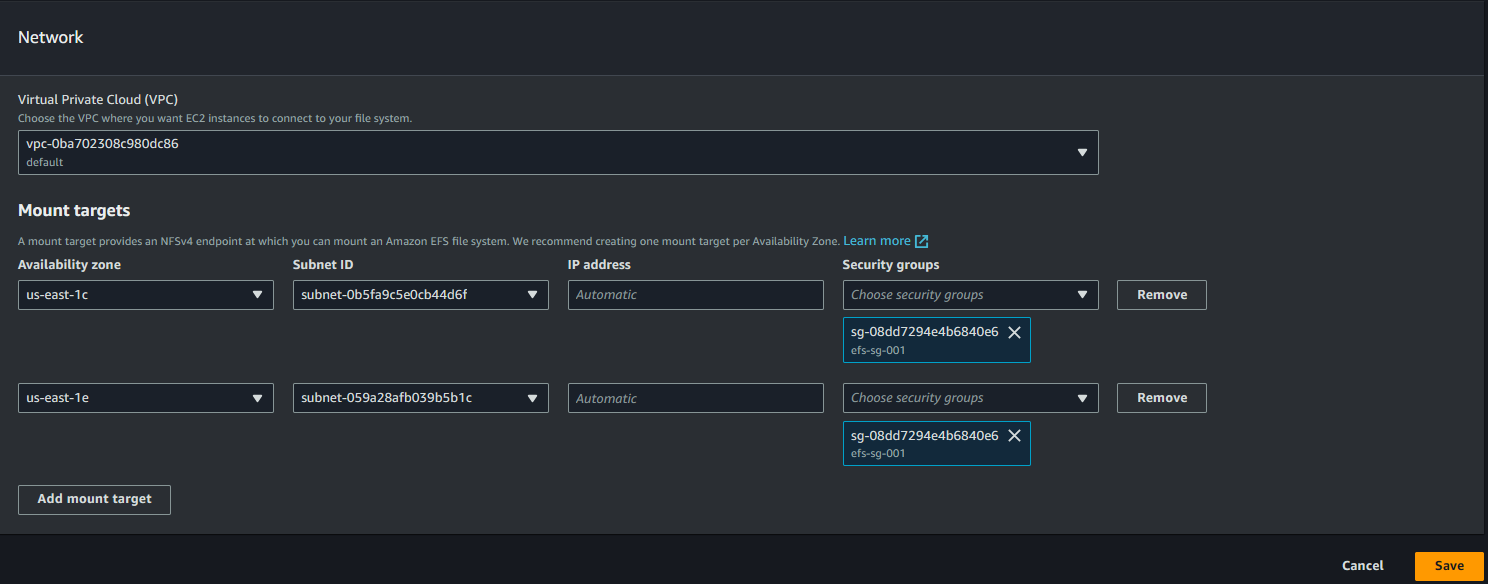 Network
Virtual Private Cloud (VPC)
Choose the VPC where you want EC2 instances to connect to your file system.
vpc-0ba702308c980dc86
default
Mount targets
A mount target provides an NFSv4 endpoint at which you can mount an Amazon EFS file system. We recommend creating one mount target per Availability Zone. Learn more
Availability zone Subnet ID IP address Security groups
us-east-1c subnet-0b5fa9c5e0cb44d6f Automatic Choose security groups Remove
sg-08dd7294e4b6840e6
efs-sg-001
us-east-1e subnet-059a28afb039b5b1c Automatic Choose security groups Remove
sg-08dd7294e4b6840e6
efs-sg-001
Add mount target
Cancel Save